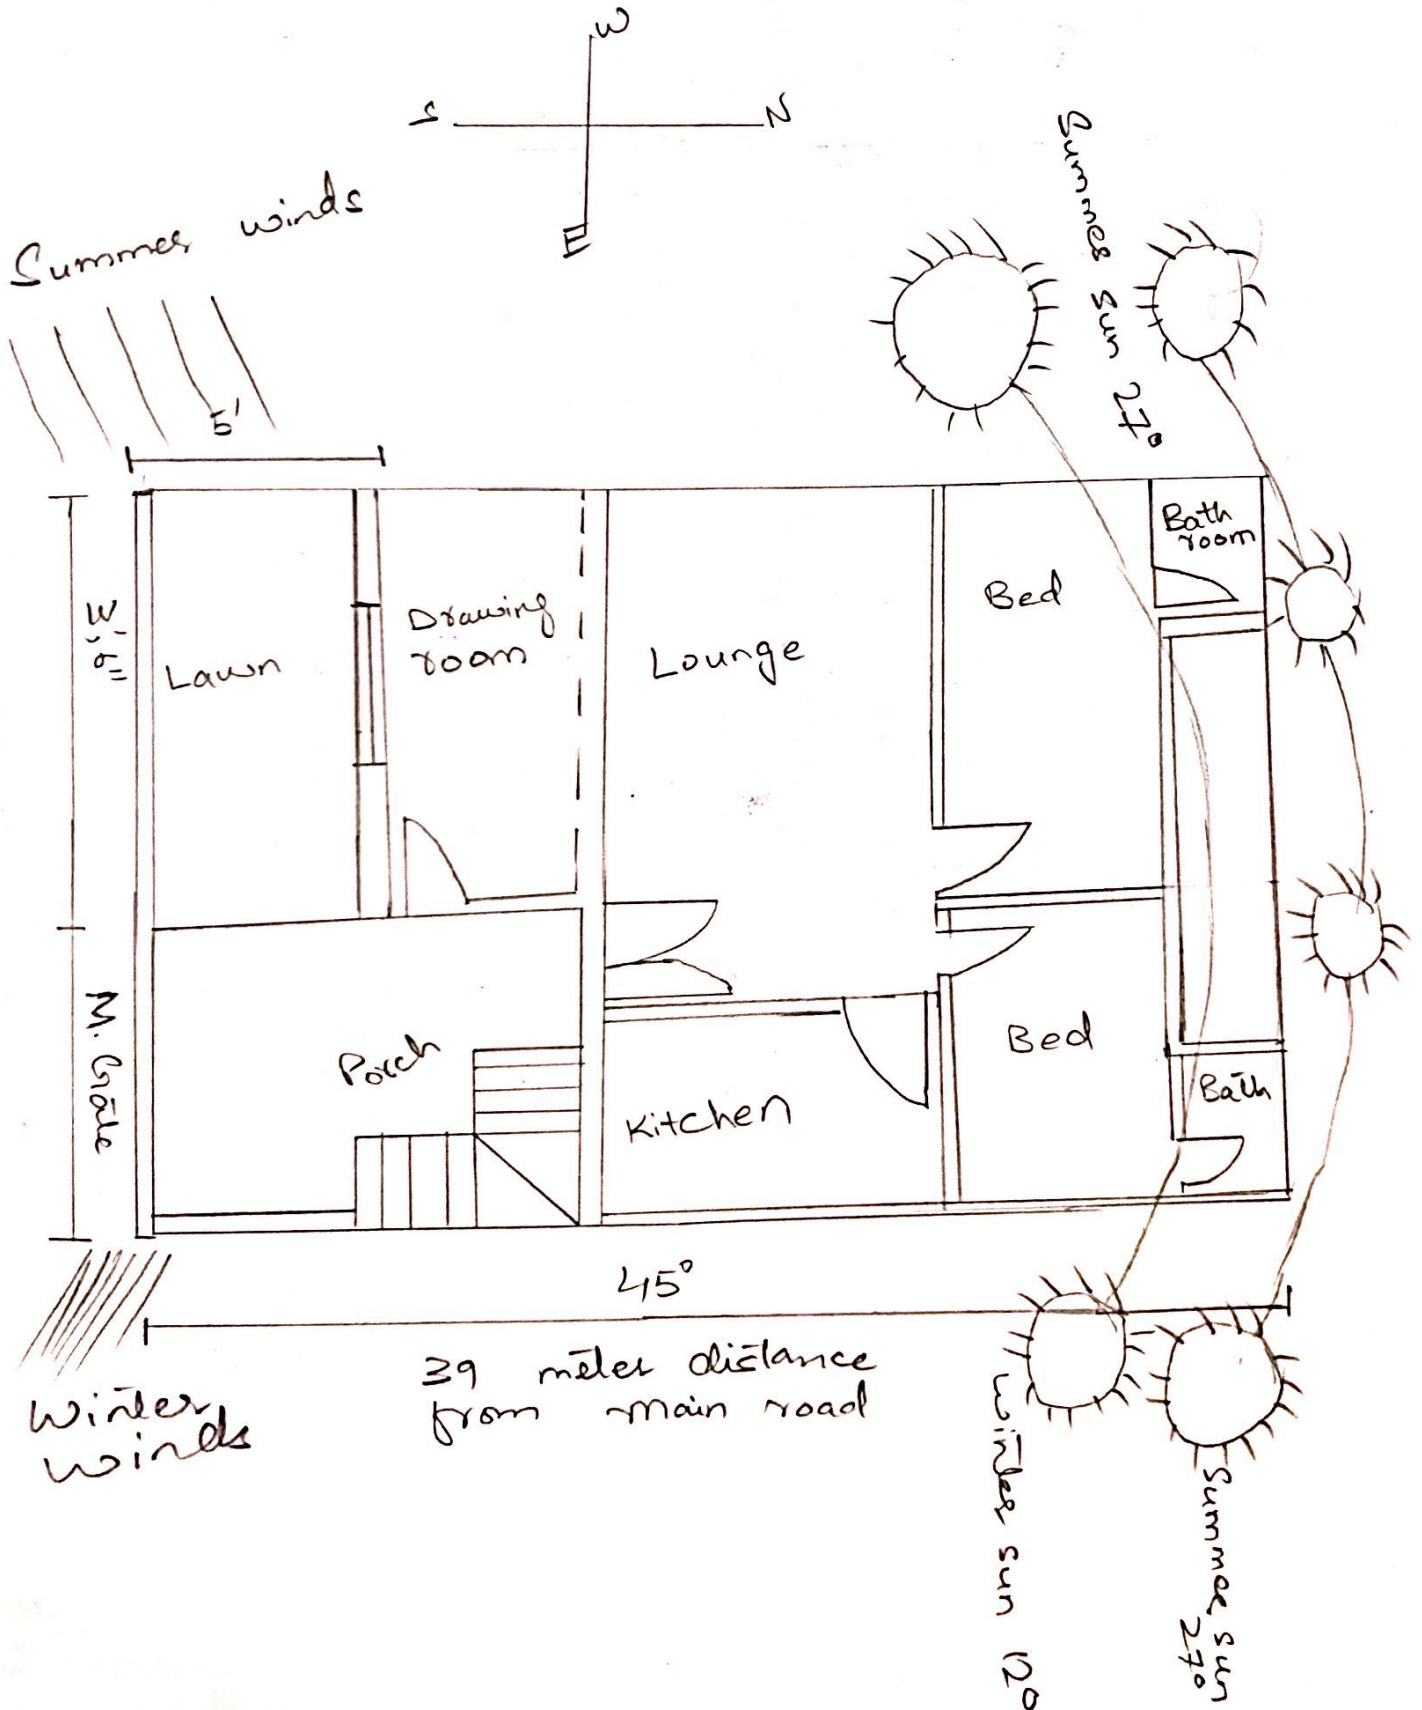 W
S N
E
Summer winds
Summer sun 27°
5'
Bath
room
Bed
Drawing
room
Lounge
Lawn
M. Gate
Porch
Kitchen
Bed
Bath
45°
39 meter distance
from main road
Winter
winds
winter sun 12°
Summer sun
27°